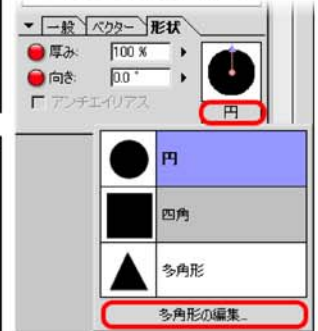 一般 ベクター 形状
厚み: 100 %
向き: 0.0 °
アンチエイリアス
円
円
四角
多角形
多角形の編集...